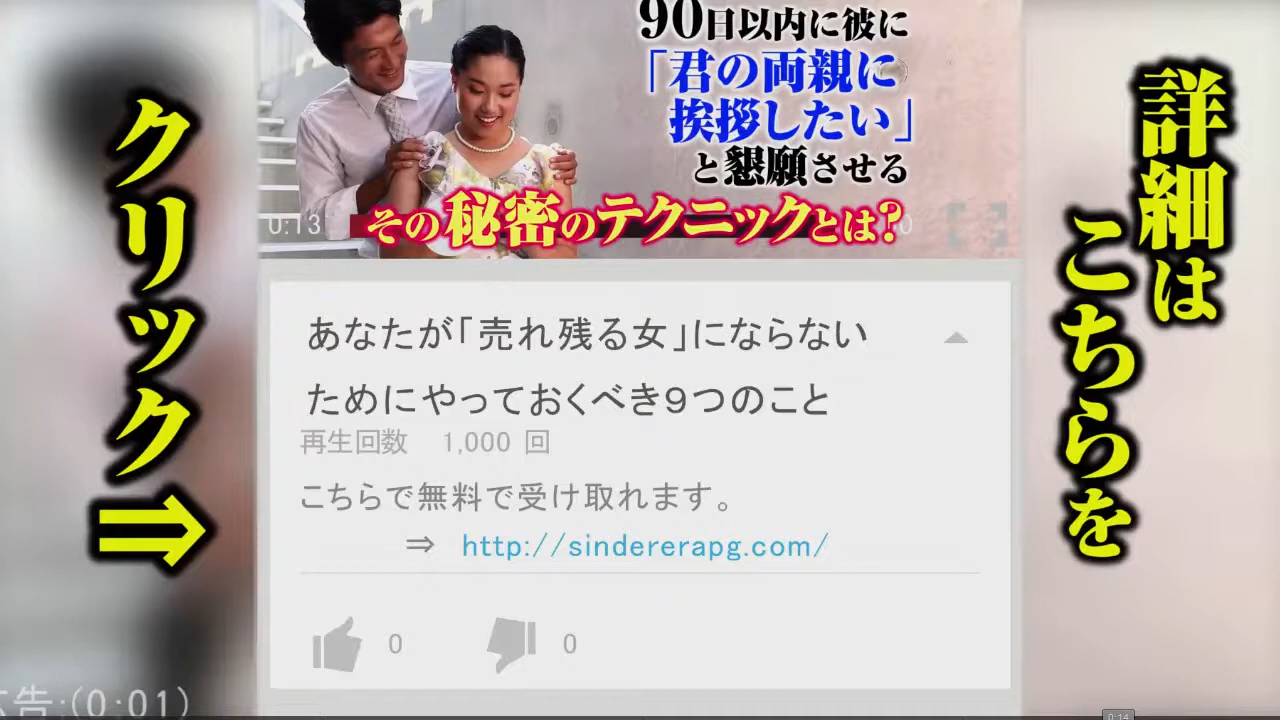 詳細は
こちらを
クリック⇒
90日以内に彼に
「君の両親に
挨拶したい」
と懇願させる
その秘密のテクニックとは?
0:13
あなたが「売れ残る女」にならない
ためにやっておくべき9つのこと
再生回数 1,000 回
こちらで無料で受け取れます。
⇒ http://sindererapg.com/
0
0
広告:(0:01)
0:14